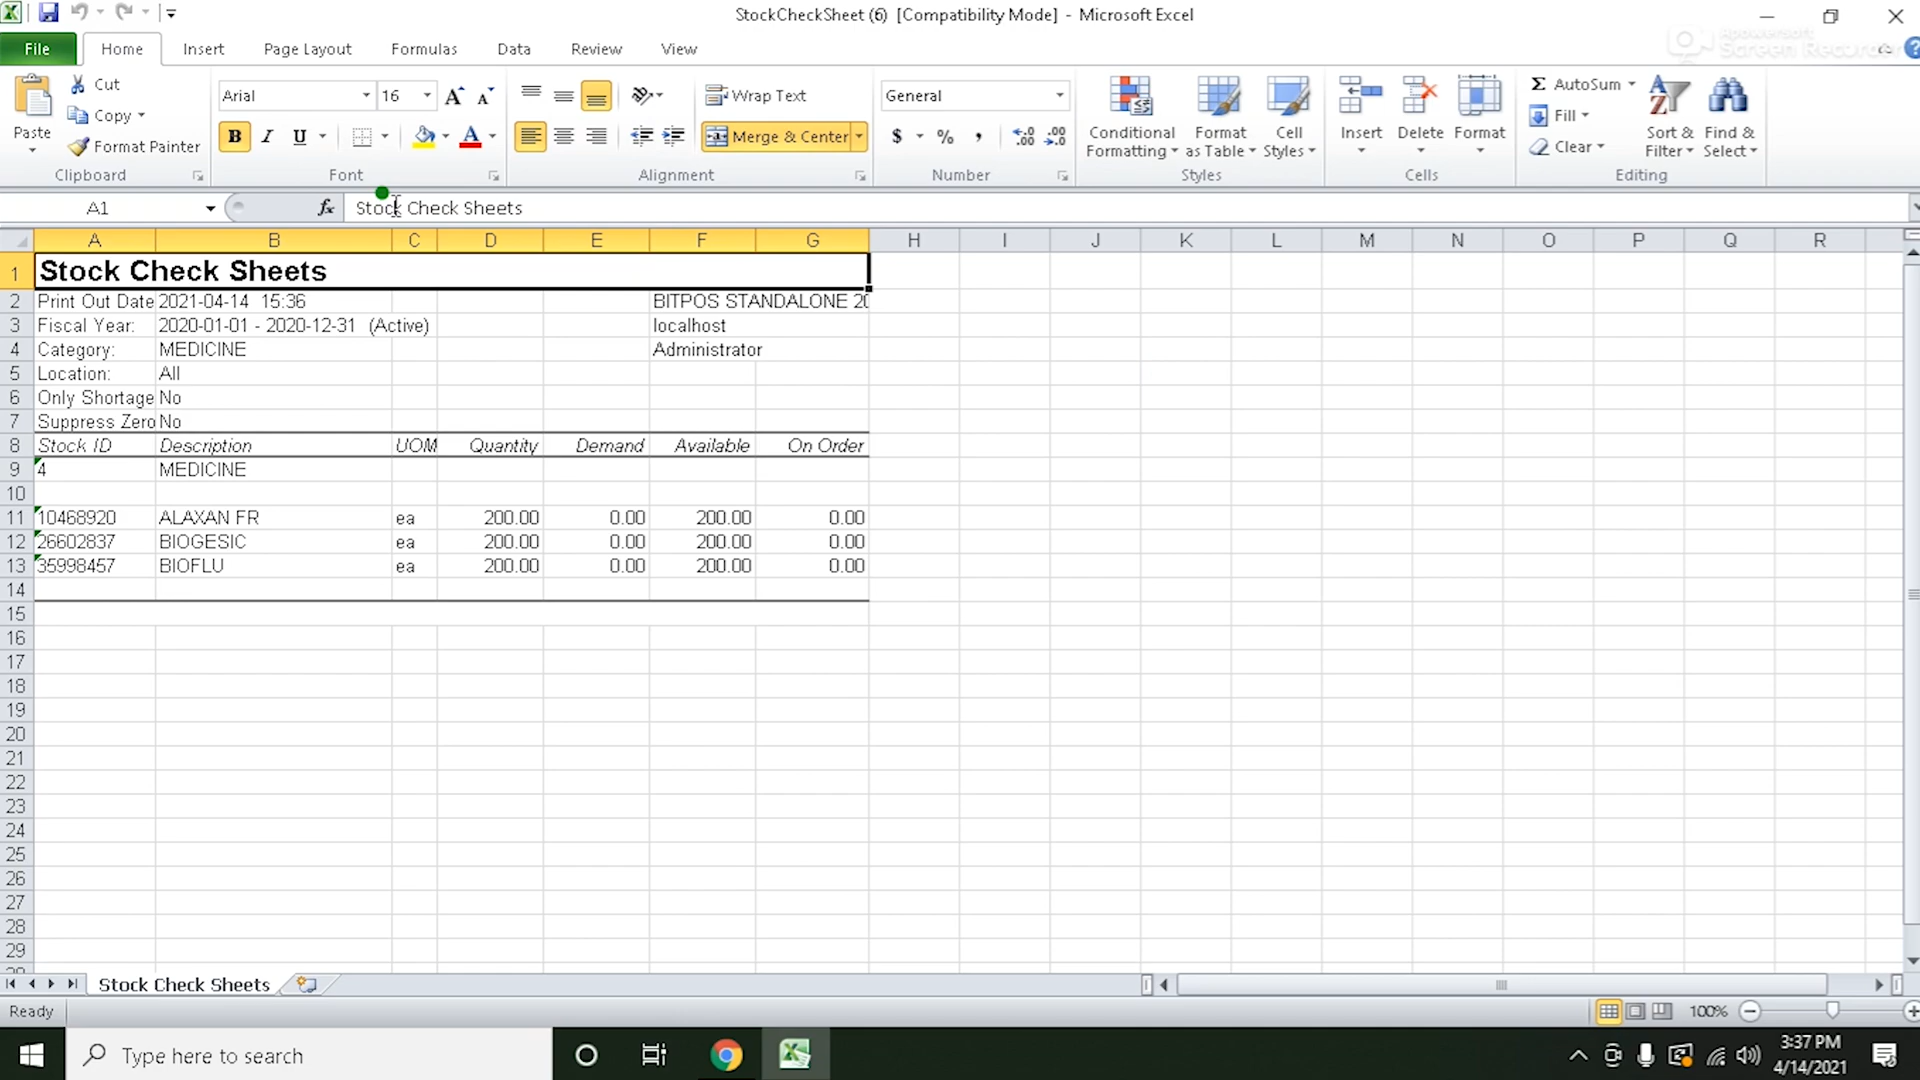 StockCheckSheet (6) [Compatibility Mode] - Microsoft Excel
Apowersoft
Screen Recorder
File Home Insert Page Layout Formulas Data Review View
Paste
Cut
Copy
Format Painter
Clipboard
Arial 16
B I U
Font
Wrap Text
Merge & Center
Alignment
General
$ % ,
Number
Conditional Formatting
Format as Table
Cell Styles
Styles
Insert Delete Format
Cells
Σ AutoSum
Fill
Clear
Sort & Filter
Find & Select
Editing
A1 fx Stock Check Sheets
A B C D E F G H I J K L M N O P Q R
1 Stock Check Sheets
2 Print Out Date 2021-04-14 15:36 BITPOS STANDALONE 20
3 Fiscal Year: 2020-01-01 - 2020-12-31 (Active) localhost
4 Category: MEDICINE Administrator
5 Location: All
6 Only Shortage No
7 Suppress Zero No
8 Stock ID Description UOM Quantity Demand Available On Order
9 4 MEDICINE
10
11 10468920 ALAXAN FR ea 200.00 0.00 200.00 0.00
12 26602837 BIOGESIC ea 200.00 0.00 200.00 0.00
13 35998457 BIOFLU ea 200.00 0.00 200.00 0.00
14
15
16
17
18
19
20
21
22
23
24
25
26
27
28
29
Stock Check Sheets
Ready 100%
Type here to search
3:37 PM
4/14/2021